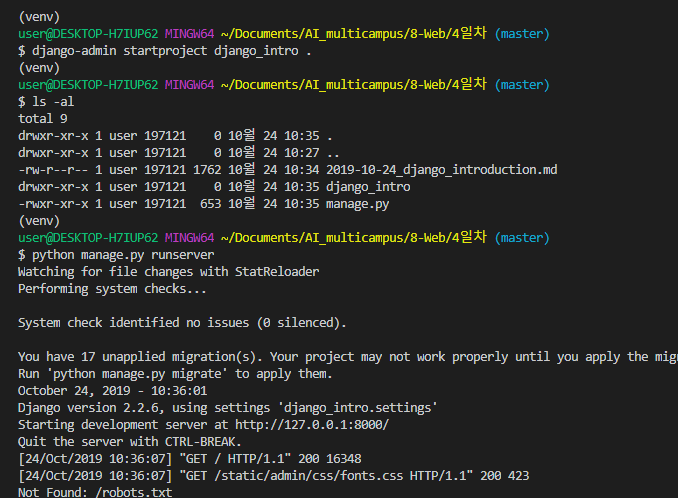 (venv)
user@DESKTOP-H7IUP62 MINGW64 ~/Documents/AI_multicampus/8-Web/4일차 (master)
$ django-admin startproject django_intro .
(venv)
user@DESKTOP-H7IUP62 MINGW64 ~/Documents/AI_multicampus/8-Web/4일차 (master)
$ ls -al
total 9
drwxr-xr-x 1 user 197121    0 10월 24 10:35 .
drwxr-xr-x 1 user 197121    0 10월 24 10:27 ..
-rw-r--r-- 1 user 197121 1762 10월 24 10:34 2019-10-24_django_introduction.md
drwxr-xr-x 1 user 197121    0 10월 24 10:35 django_intro
-rwxr-xr-x 1 user 197121  653 10월 24 10:35 manage.py
(venv)
user@DESKTOP-H7IUP62 MINGW64 ~/Documents/AI_multicampus/8-Web/4일차 (master)
$ python manage.py runserver
Watching for file changes with StatReloader
Performing system checks...
System check identified no issues (0 silenced).
You have 17 unapplied migration(s). Your project may not work properly until you apply the mig
Run 'python manage.py migrate' to apply them.
October 24, 2019 - 10:36:01
Django version 2.2.6, using settings 'django_intro.settings'
Starting development server at http://127.0.0.1:8000/
Quit the server with CTRL-BREAK.
[24/Oct/2019 10:36:07] "GET / HTTP/1.1" 200 16348
[24/Oct/2019 10:36:07] "GET /static/admin/css/fonts.css HTTP/1.1" 200 423
Not Found: /robots.txt